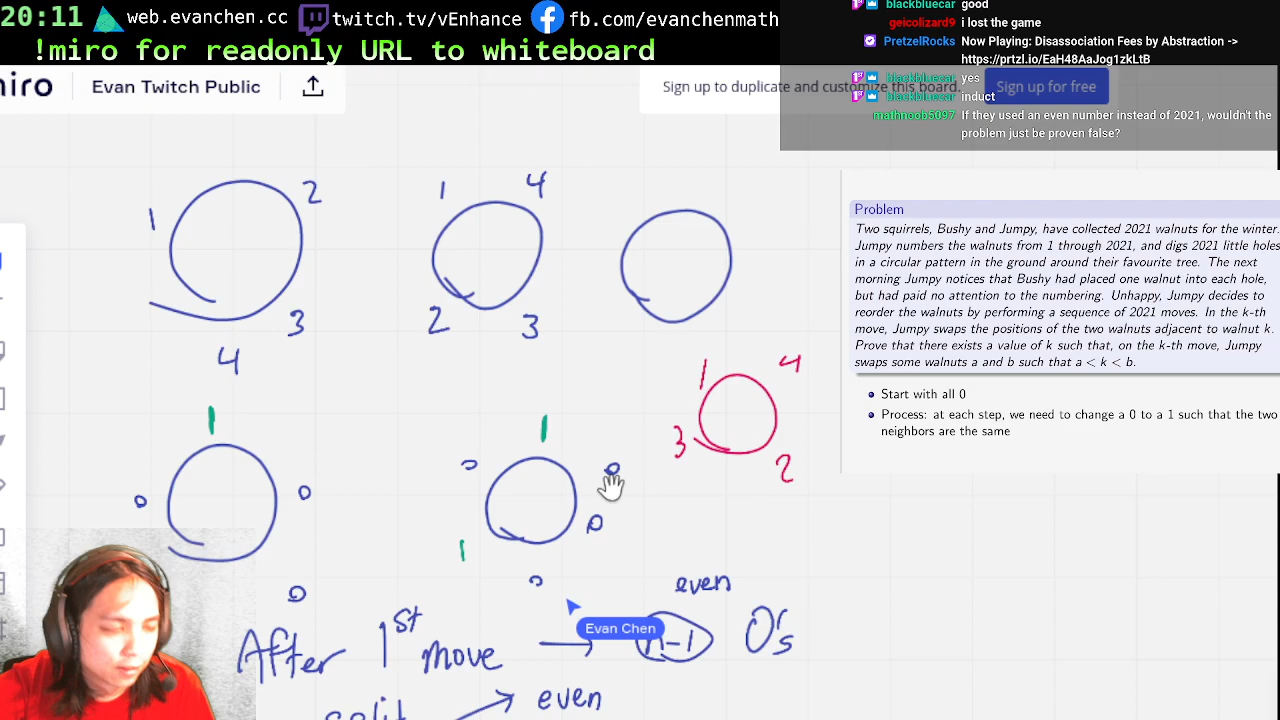 20:11 web.evanchen.cc twitch.tv/vEnhance fb.com/evanchenmath
!miro for readonly URL to whiteboard
blackbluecar good
geicolizard9 i lost the game
PretzelRocks Now Playing: Disassociation Fees by Abstraction -->
https://prtzl.io/EaH48AaJog1zkLtB
blackbluecar yes
blackbluecar induct
mathnoob5097 If they used an even number instead of 2021, wouldn't the
problem just be proven false?
miro Evan Twitch Public
Sign up to duplicate and customize this board. Sign up for free
Problem
Two squirrels, Bushy and Jumpy, have collected 2021 walnuts for the winter.
Jumpy numbers the walnuts from 1 through 2021, and digs 2021 little holes
in a circular pattern in the ground around their favourite tree. The next
morning Jumpy notices that Bushy had placed one walnut into each hole,
but had paid no attention to the numbering. Unhappy, Jumpy decides to
reorder the walnuts by performing a sequence of 2021 moves. In the k-th
move, Jumpy swaps the positions of the two walnuts adjacent to walnut k.
Prove that there exists a value of k such that, on the k-th move, Jumpy
swaps some walnuts a and b such that a < k < b.
Start with all 0
Process: at each step, we need to change a 0 to a 1 such that the two
neighbors are the same
1 2
3
4
1 4
2 3
1 4
3 2
1
0 0
0
1
0 0
0
1
0
Evan Chen
even
After 1st move → n-1 0's
split → even